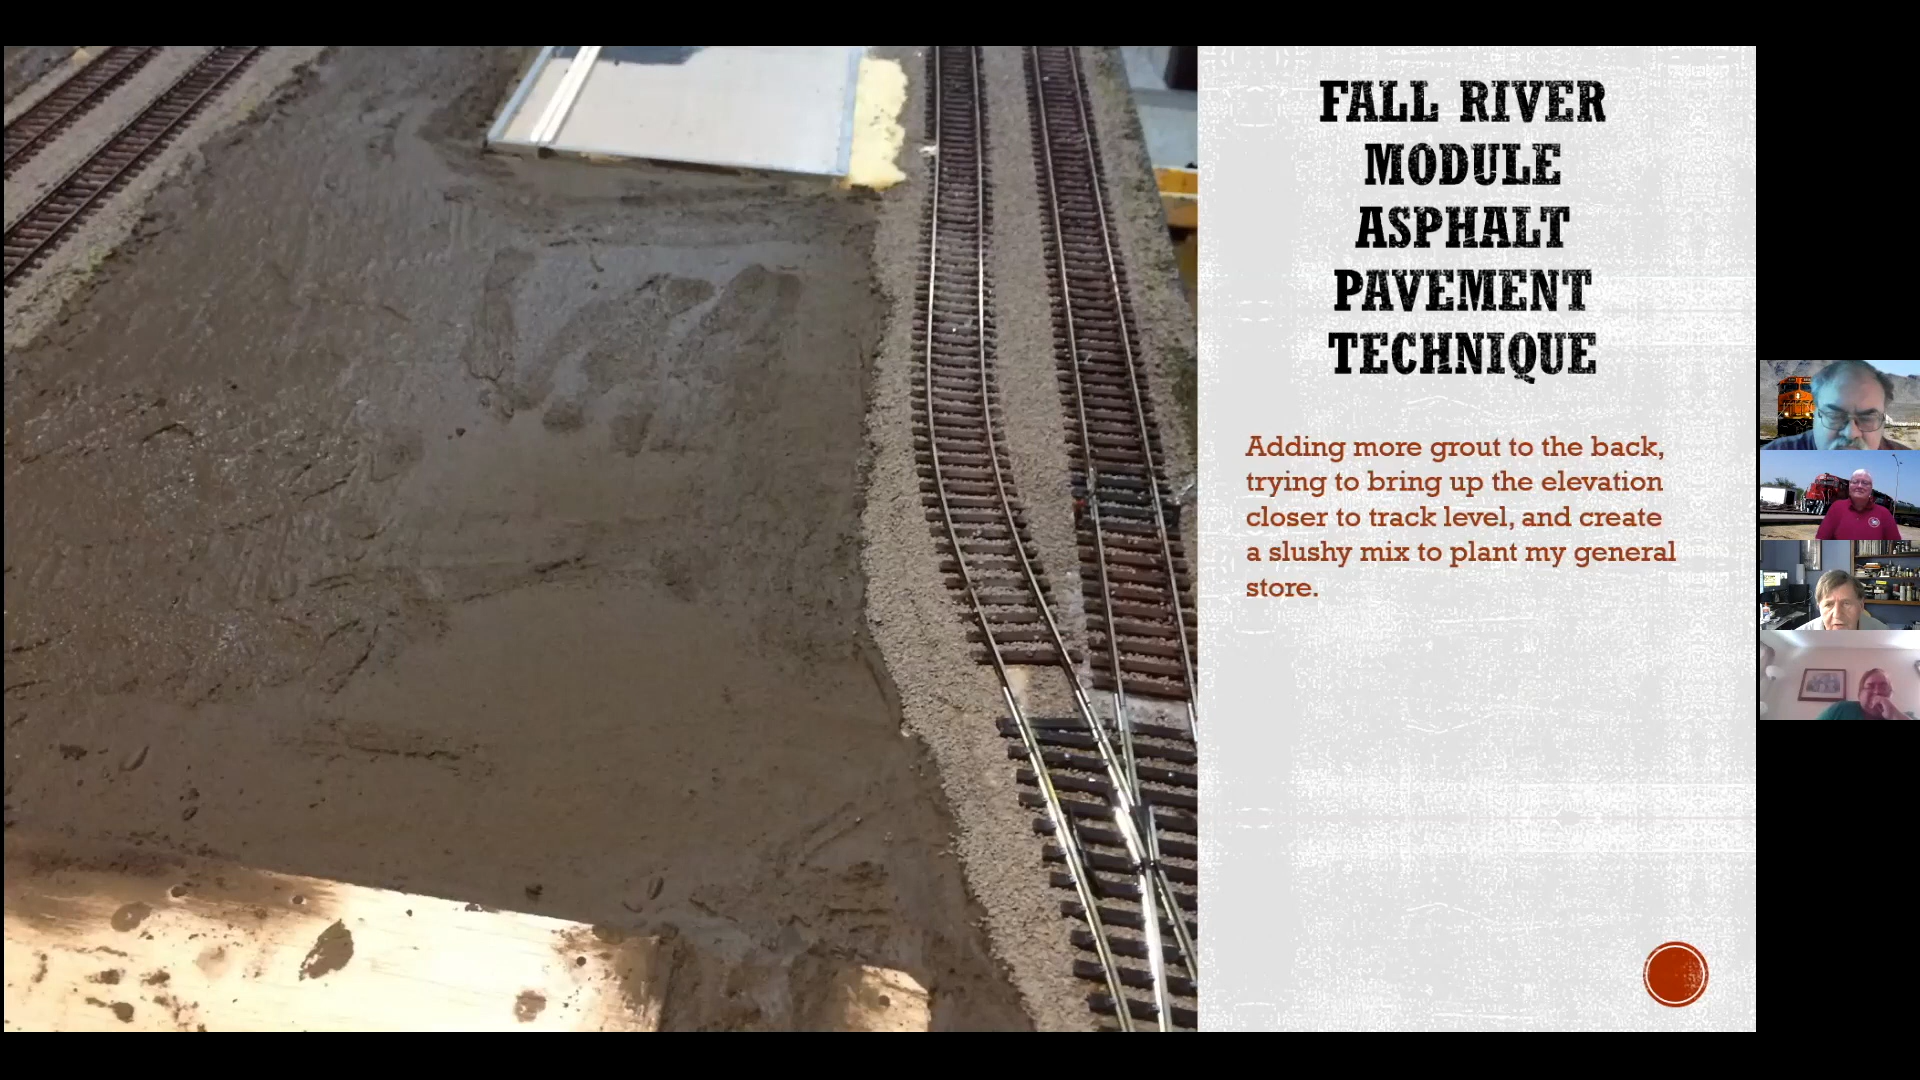 FALL RIVER
MODULE
ASPHALT
PAVEMENT
TECHNIQUE
Adding more grout to the back,
trying to bring up the elevation
closer to track level, and create
a slushy mix to plant my general
store.